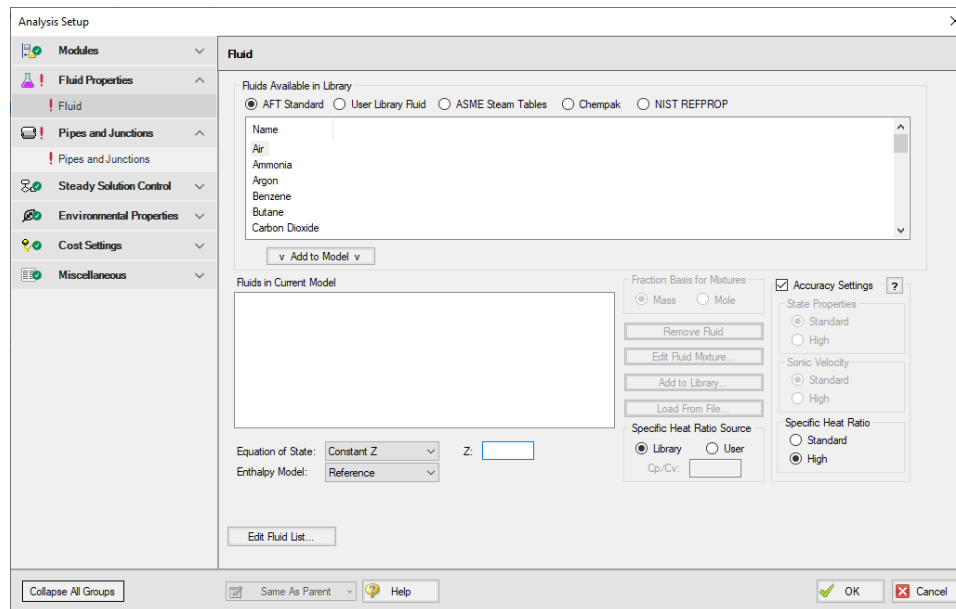 Analysis Setup
Modules
Fluid Properties
! Fluid
Pipes and Junctions
! Pipes and Junctions
Steady Solution Control
Environmental Properties
Cost Settings
Miscellaneous
Collapse All Groups
Fluid
Fluids Available in Library
AFT Standard User Library Fluid ASME Steam Tables Chempak NIST REFPROP
Name
Air
Ammonia
Argon
Benzene
Butane
Carbon Dioxide
v Add to Model v
Fluids in Current Model
Fraction Basis for Mixtures
Mass Mole
Remove Fluid
Edit Fluid Mixture...
Add to Library...
Load From File...
Specific Heat Ratio Source
Library User
Cp/Cv:
Accuracy Settings ?
State Properties
Standard
High
Sonic Velocity
Standard
High
Specific Heat Ratio
Standard
High
Equation of State: Constant Z Z:
Enthalpy Model: Reference
Edit Fluid List...
Same As Parent Help OK Cancel